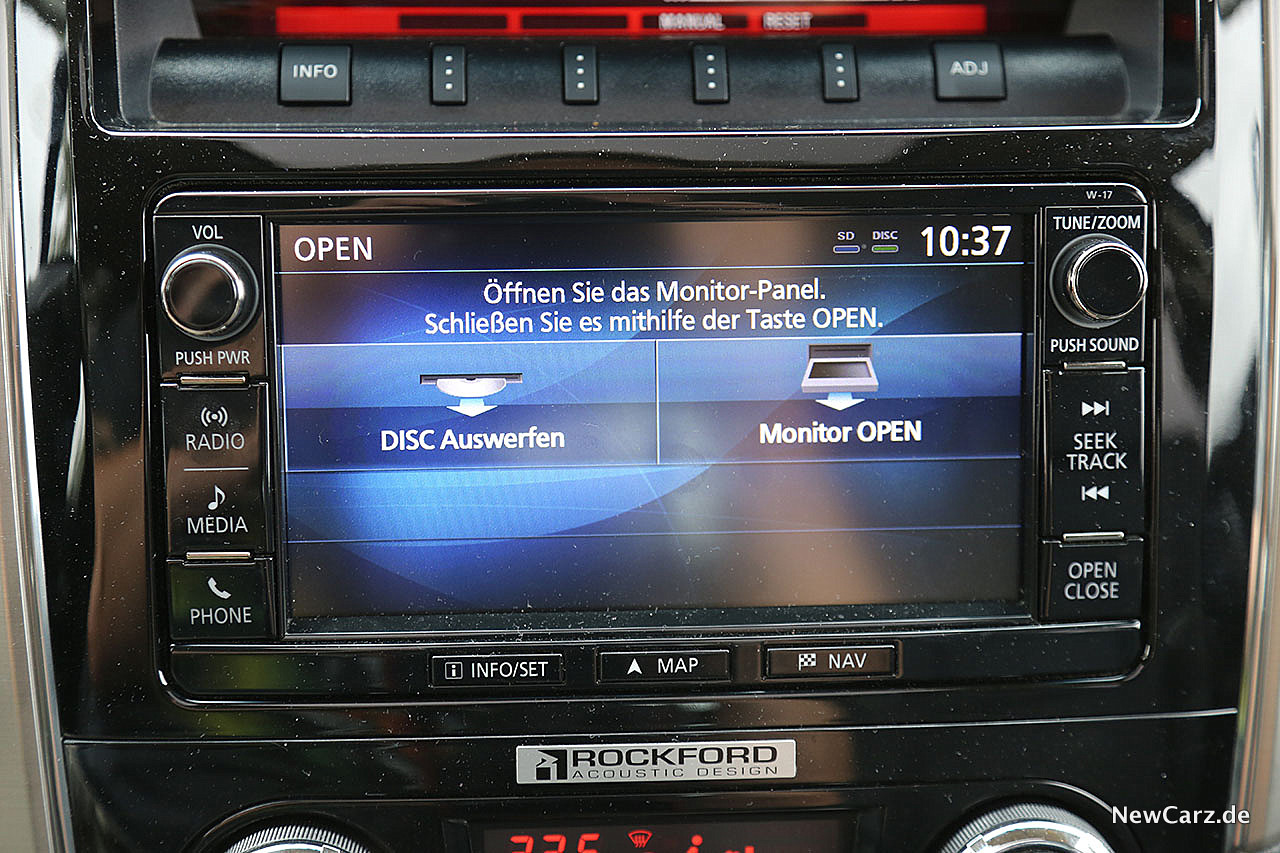 MANUAL RESET
INFO
ADJ
W-17
VOL
TUNE/ZOOM
OPEN
SD DISC 10:37
Öffnen Sie das Monitor-Panel.
Schließen Sie es mithilfe der Taste OPEN.
PUSH PWR
PUSH SOUND
RADIO
SEEK
TRACK
DISC Auswerfen
Monitor OPEN
MEDIA
PHONE
OPEN
CLOSE
INFO/SET
MAP
NAV
ROCKFORD
ACOUSTIC DESIGN
NewCarz.de